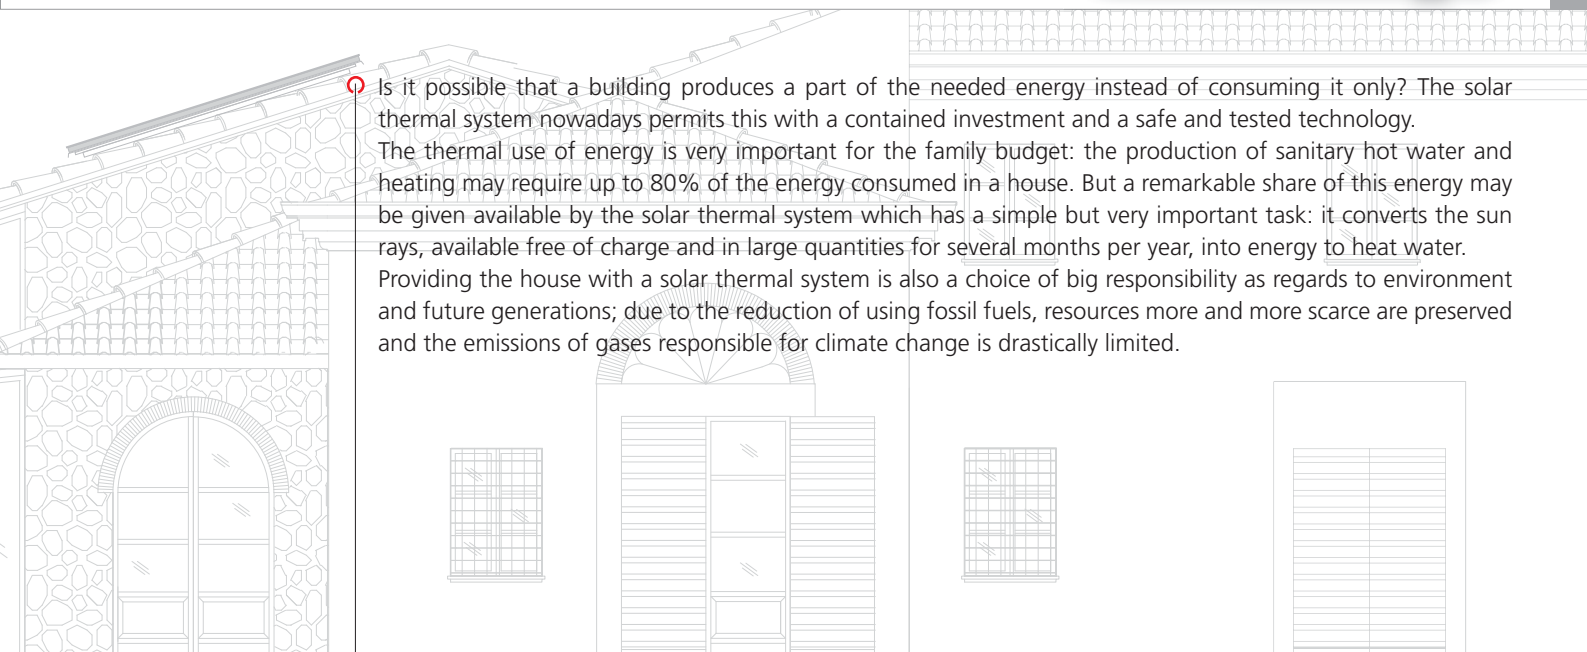 Is it possible that a building produces a part of the needed energy instead of consuming it only? The solar
thermal system nowadays permits this with a contained investment and a safe and tested technology.
The thermal use of energy is very important for the family budget: the production of sanitary hot water and
heating may require up to 80% of the energy consumed in a house. But a remarkable share of this energy may
be given available by the solar thermal system which has a simple but very important task: it converts the sun
rays, available free of charge and in large quantities for several months per year, into energy to heat water.
Providing the house with a solar thermal system is also a choice of big responsibility as regards to environment
and future generations; due to the reduction of using fossil fuels, resources more and more scarce are preserved
and the emissions of gases responsible for climate change is drastically limited.